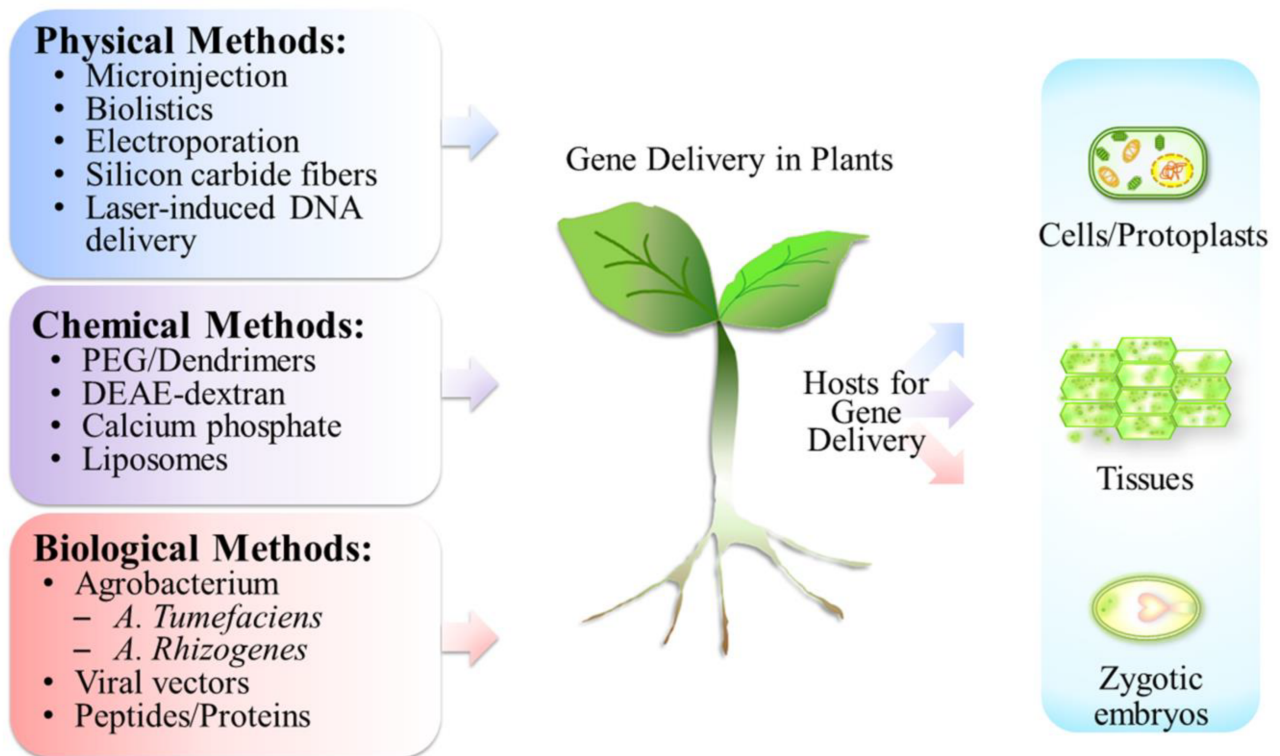 Physical Methods:
• Microinjection
• Biolistics
• Electroporation
• Silicon carbide fibers
• Laser-induced DNA
delivery
Chemical Methods:
• PEG/Dendrimers
• DEAE-dextran
• Calcium phosphate
• Liposomes
Biological Methods:
• Agrobacterium
– A. Tumefaciens
– A. Rhizogenes
• Viral vectors
• Peptides/Proteins
Gene Delivery in Plants
Hosts for
Gene
Delivery
Cells/Protoplasts
Tissues
Zygotic
embryos